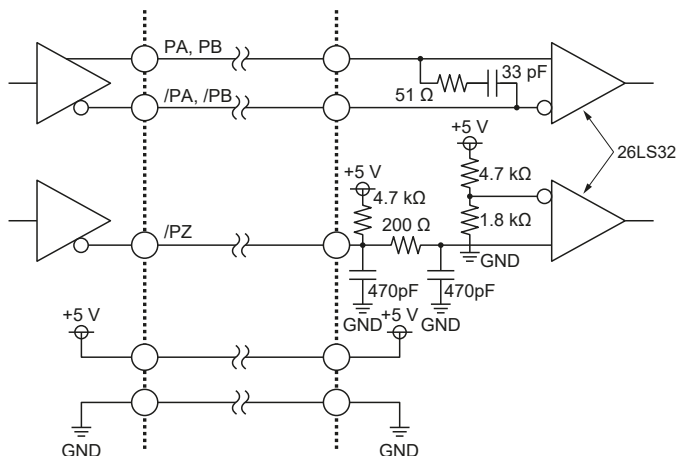 PA, PB
33 pF
51 Ω
/PA, /PB
+5 V
26LS32
4.7 kΩ
+5 V
4.7 kΩ
1.8 kΩ
200 Ω
/PZ
GND
470pF
470pF
GND
GND
+5 V
+5 V
GND
GND